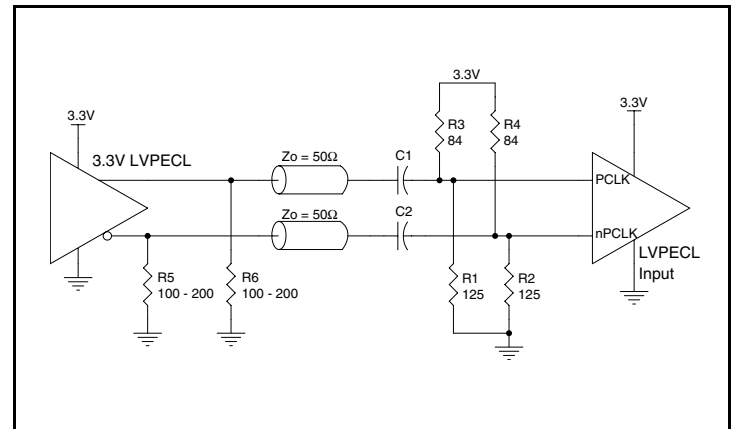 3.3V
3.3V
3.3V
R3
84
R4
84
3.3V LVPECL
Zo = 50Ω
C1
PCLK
Zo = 50Ω
C2
nPCLK
LVPECL
Input
R5
100 - 200
R6
100 - 200
R1
125
R2
125